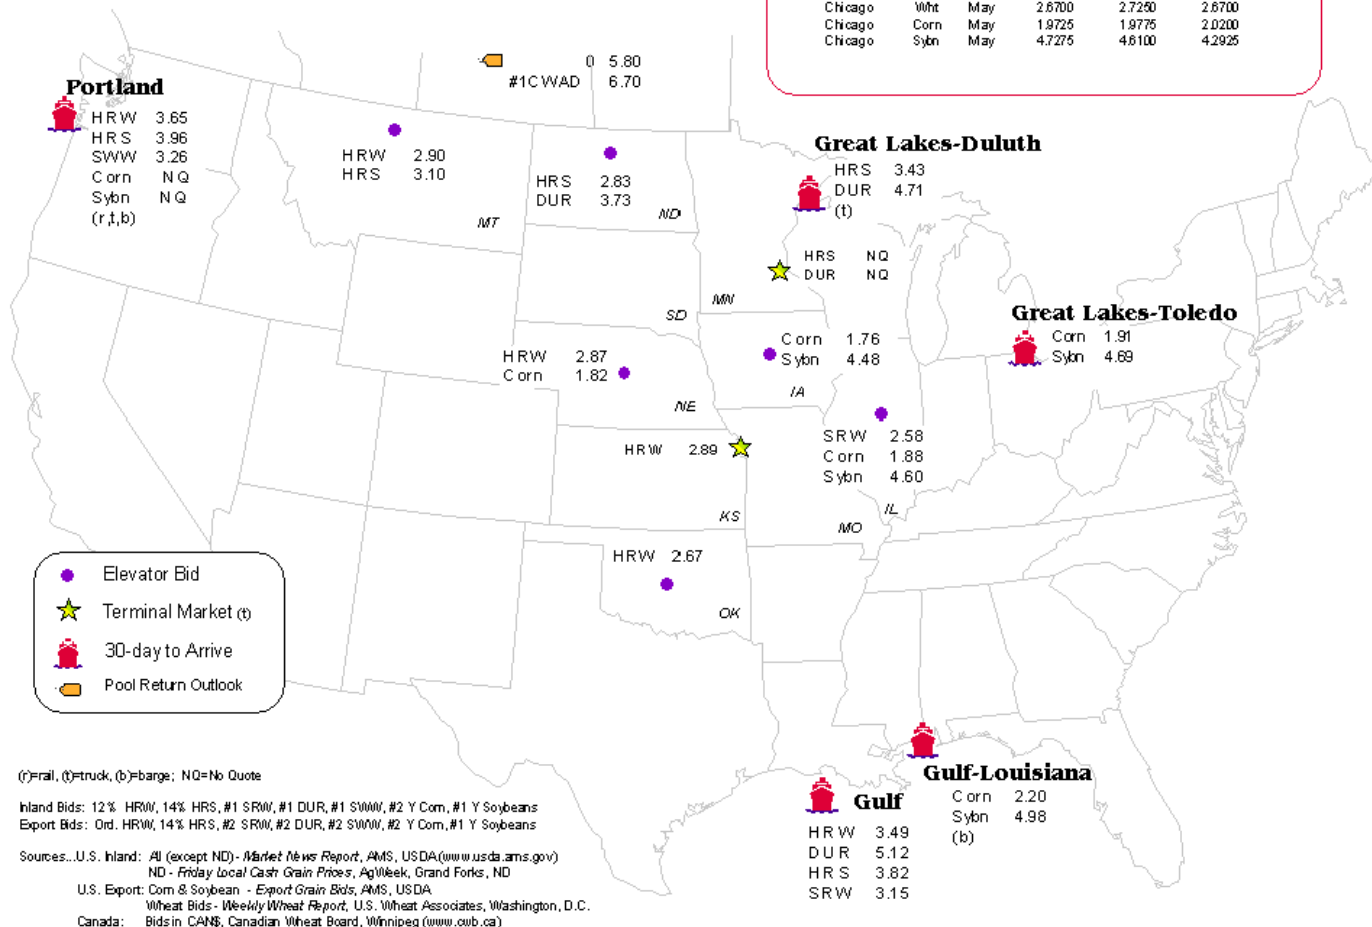 Chicago Wht May 2.6700 2.7250 2.6700
Chicago Corn May 1.9725 1.9775 2.0200
Chicago Sybn May 4.7275 4.6100 4.2925
0 5.80
#1CWAD 6.70
Portland
HRW 3.65
HRS 3.96
SWW 3.26
Corn NQ
Sybn NQ
(r,t,b)
HRW 2.90
HRS 3.10
MT
HRS 2.83
DUR 3.73
ND
Great Lakes-Duluth
HRS 3.43
DUR 4.71
(t)
HRS NQ
DUR NQ
MN
SD
Great Lakes-Toledo
Corn 1.91
Sybn 4.69
Corn 1.76
Sybn 4.48
IA
HRW 2.87
Corn 1.82
NE
SRW 2.58
Corn 1.88
Sybn 4.60
IL
HRW 2.89
KS
MO
HRW 2.67
OK
Elevator Bid
Terminal Market (t)
30-day to Arrive
Pool Return Outlook
Gulf-Louisiana
Corn 2.20
Sybn 4.98
(b)
Gulf
HRW 3.49
DUR 5.12
HRS 3.82
SRW 3.15
(r)=rail, (t)=truck, (b)=barge; NQ=No Quote
Inland Bids: 12% HRW, 14% HRS, #1 SRW, #1 DUR, #1 SWW, #2 Y Corn, #1 Y Soybeans
Export Bids: Ord. HRW, 14% HRS, #2 SRW, #2 DUR, #2 SWW, #2 Y Corn, #1 Y Soybeans
Sources...U.S. Inland: All (except ND) - Market News Report, AMS, USDA (www.usda.ams.gov)
ND - Friday Local Cash Grain Prices, AgWeek, Grand Forks, ND
U.S. Export: Corn & Soybean - Export Grain Bids, AMS, USDA
Wheat Bids - Weekly Wheat Report, U.S. Wheat Associates, Washington, D.C.
Canada: Bids in CAN$, Canadian Wheat Board, Winnipeg (www.cwb.ca)